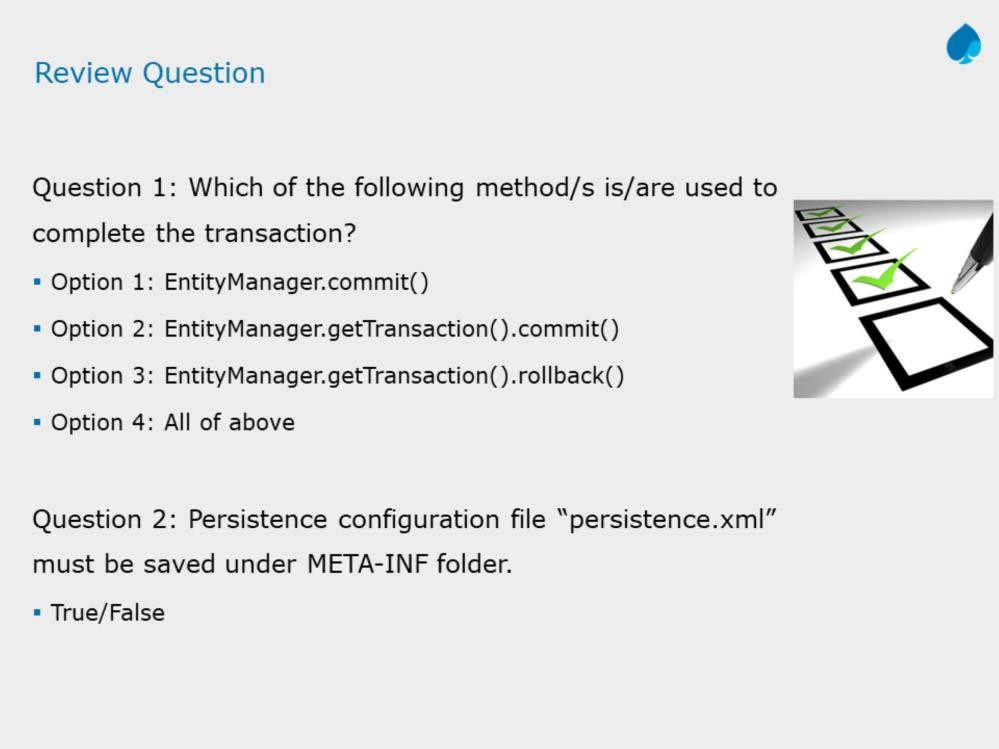 Review Question
Question 1: Which of the following method/s is/are used to
complete the transaction?
▪ Option 1: EntityManager.commit()
▪ Option 2: EntityManager.getTransaction().commit()
▪ Option 3: EntityManager.getTransaction().rollback()
▪ Option 4: All of above
Question 2: Persistence configuration file “persistence.xml”
must be saved under META-INF folder.
▪ True/False